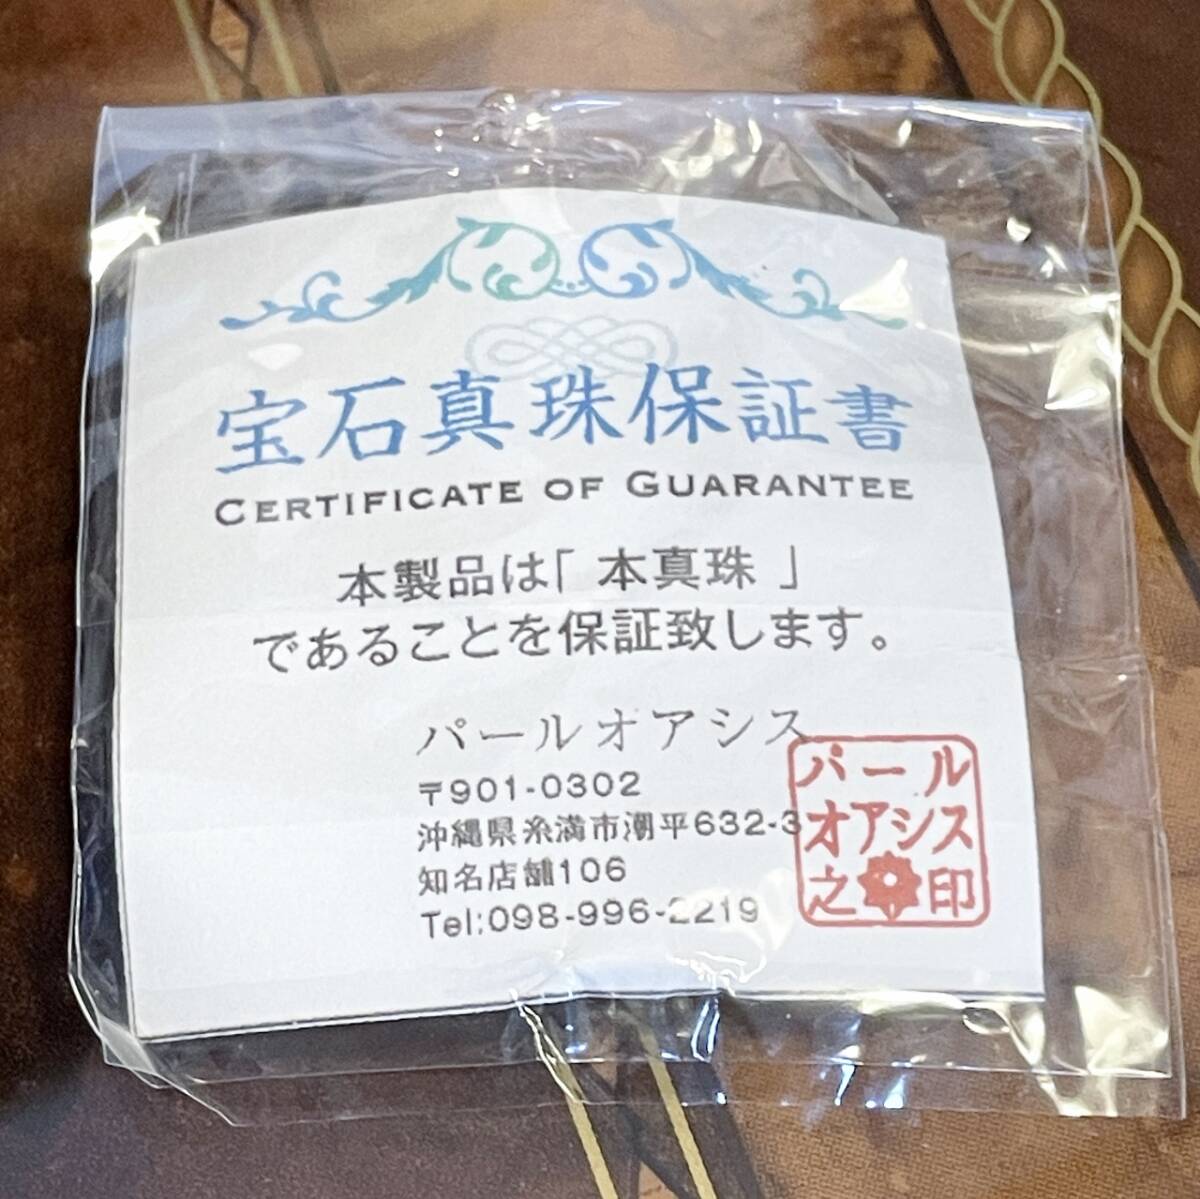 宝石真珠保証書
CERTIFICATE OF GUARANTEE
本製品は「 本真珠 」
であることを保証致します。
パールオアシス
〒901-0302
沖縄県糸満市潮平632-3
知名店舗106
Tel:098-996-2219
パール
オアシス
之印